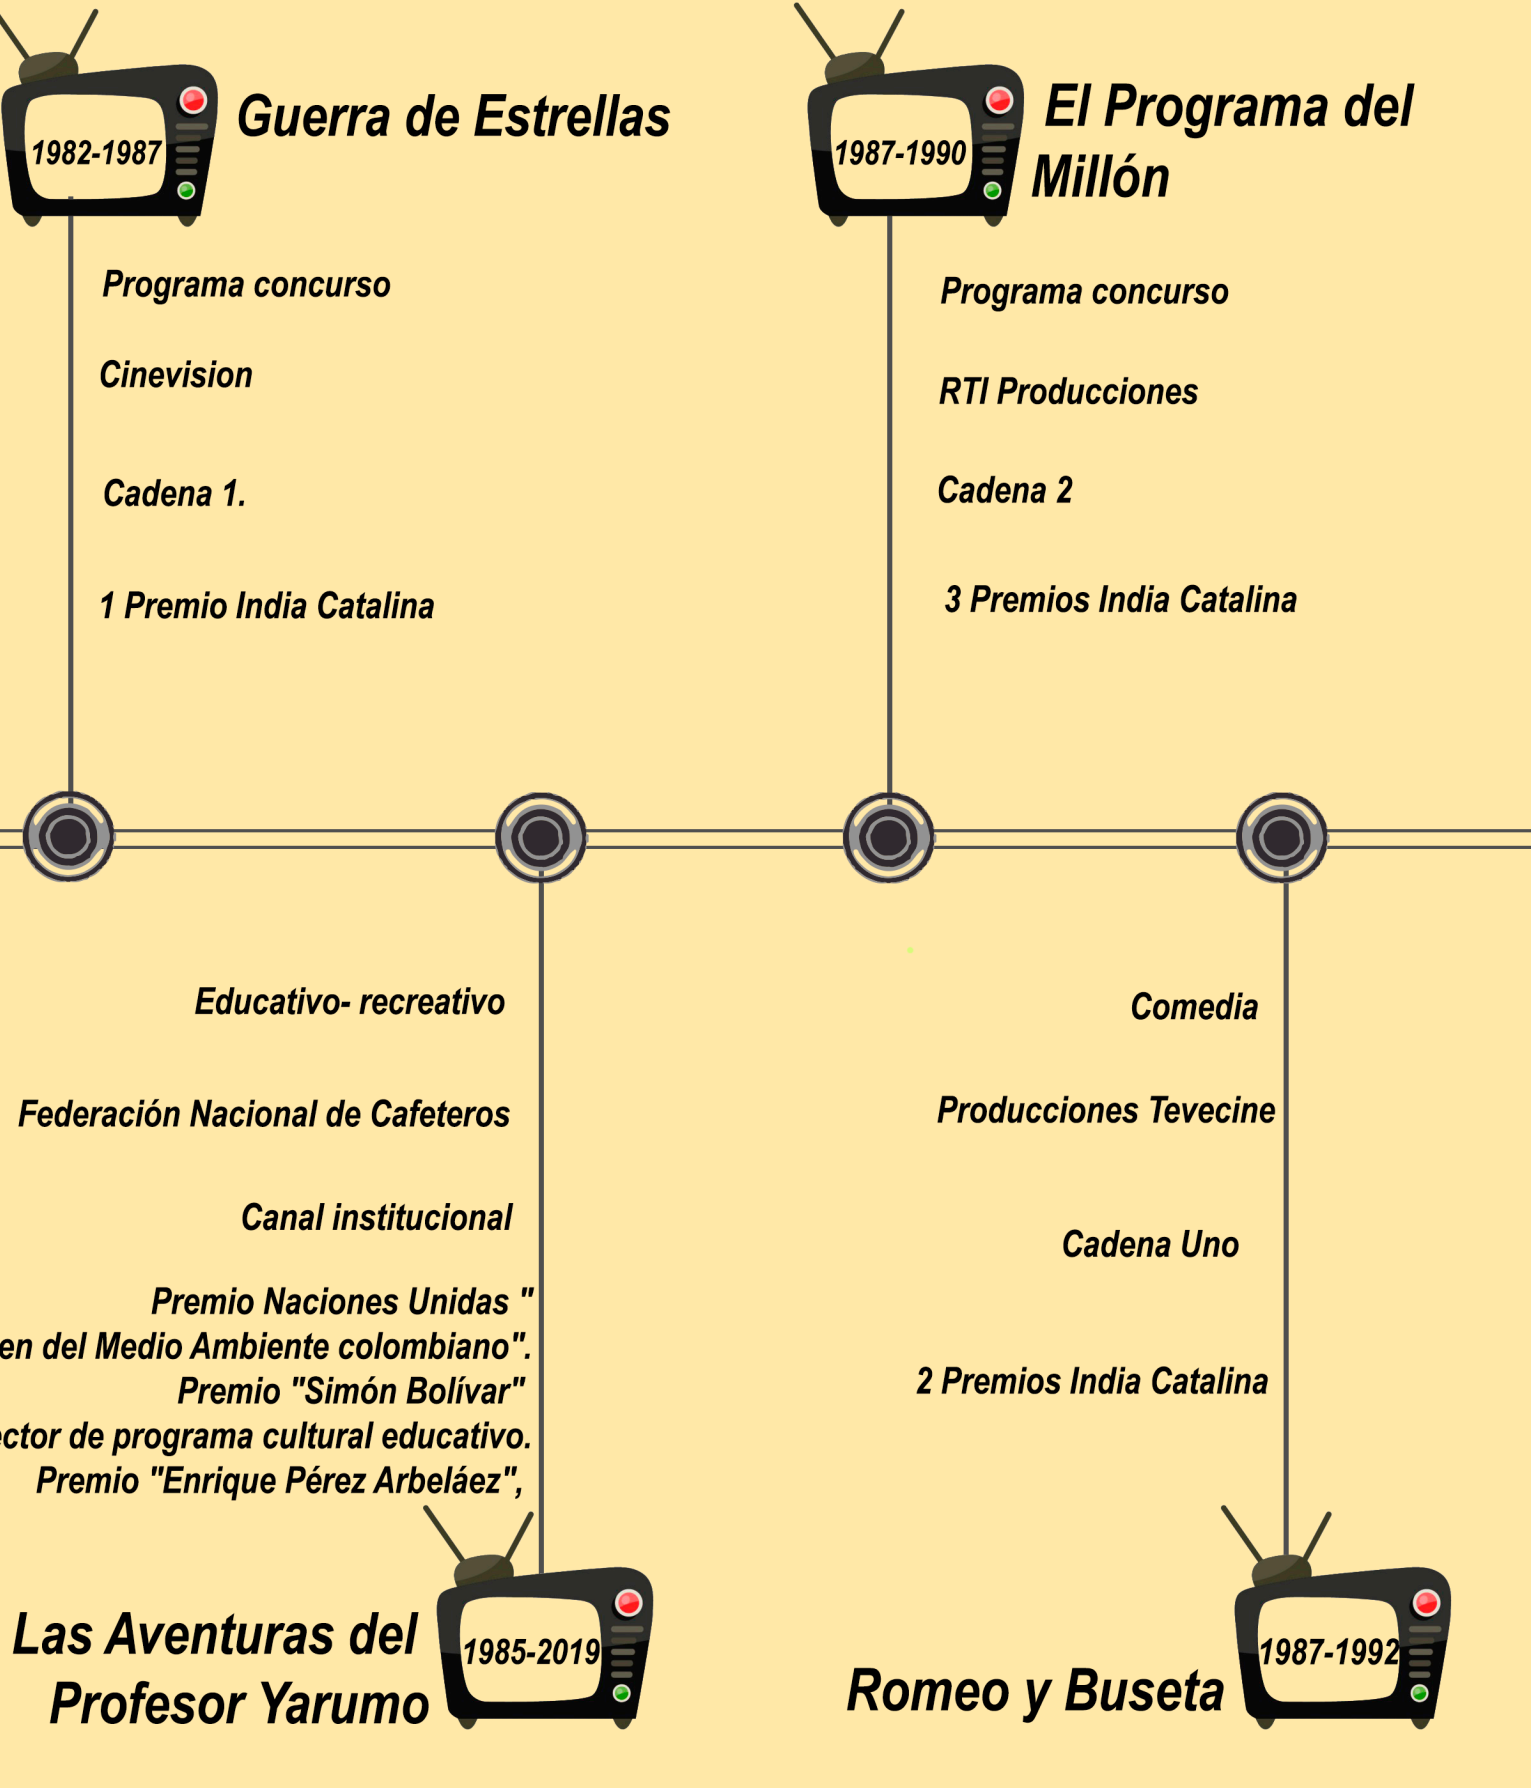 1982-1987
Guerra de Estrellas
Programa concurso
Cinevision
Cadena 1.
1 Premio India Catalina
1987-1990
El Programa del
Millón
Programa concurso
RTI Producciones
Cadena 2
3 Premios India Catalina
Educativo- recreativo
Federación Nacional de Cafeteros
Canal institucional
Premio Naciones Unidas "
del Medio Ambiente colombiano".
Premio "Simón Bolívar"
de programa cultural educativo.
Premio "Enrique Pérez Arbeláez",
Las Aventuras del
Profesor Yarumo
1985-2019
Comedia
Producciones Tevecine
Cadena Uno
2 Premios India Catalina
Romeo y Buseta
1987-1992